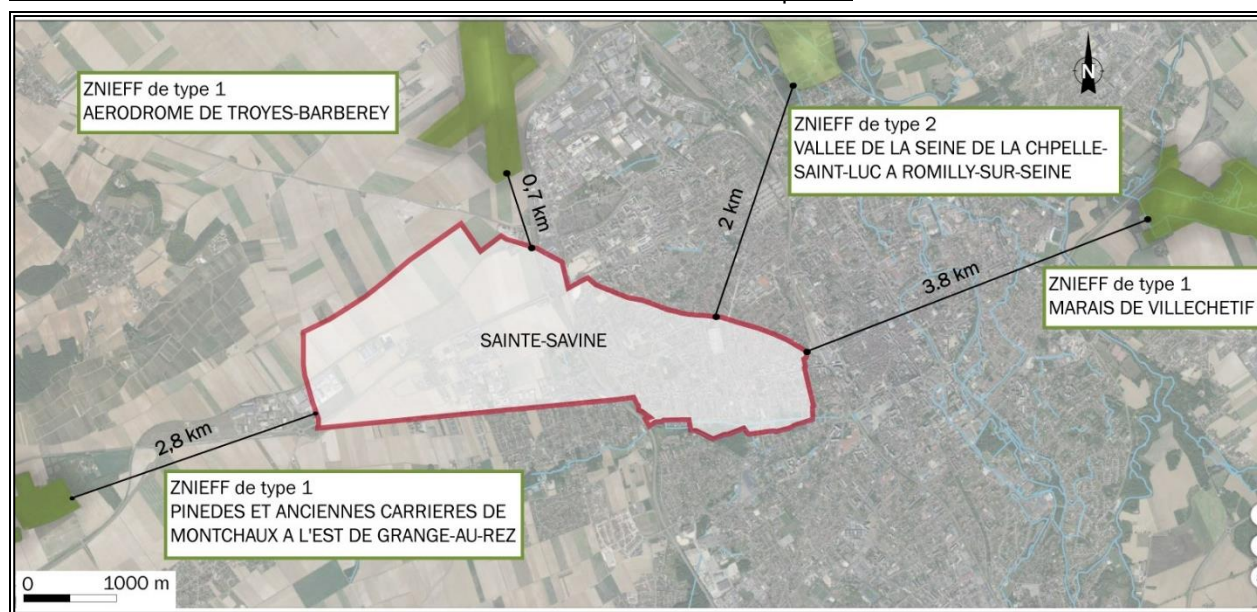 ZNIEFF de type 1
AERODROME DE TROYES-BARBEREY
N
ZNIEFF de type 2
VALLEE DE LA SEINE DE LA CHPELLE-
SAINT-LUC A ROMILLY-SUR-SEINE
0,7 km
2 km
3.8 km
ZNIEFF de type 1
MARAIS DE VILLECHETIF
SAINTE-SAVINE
2,8 km
ZNIEFF de type 1
PINEDES ET ANCIENNES CARRIERES DE
MONTCHAUX A L'EST DE GRANGE-AU-REZ
0 1000 m